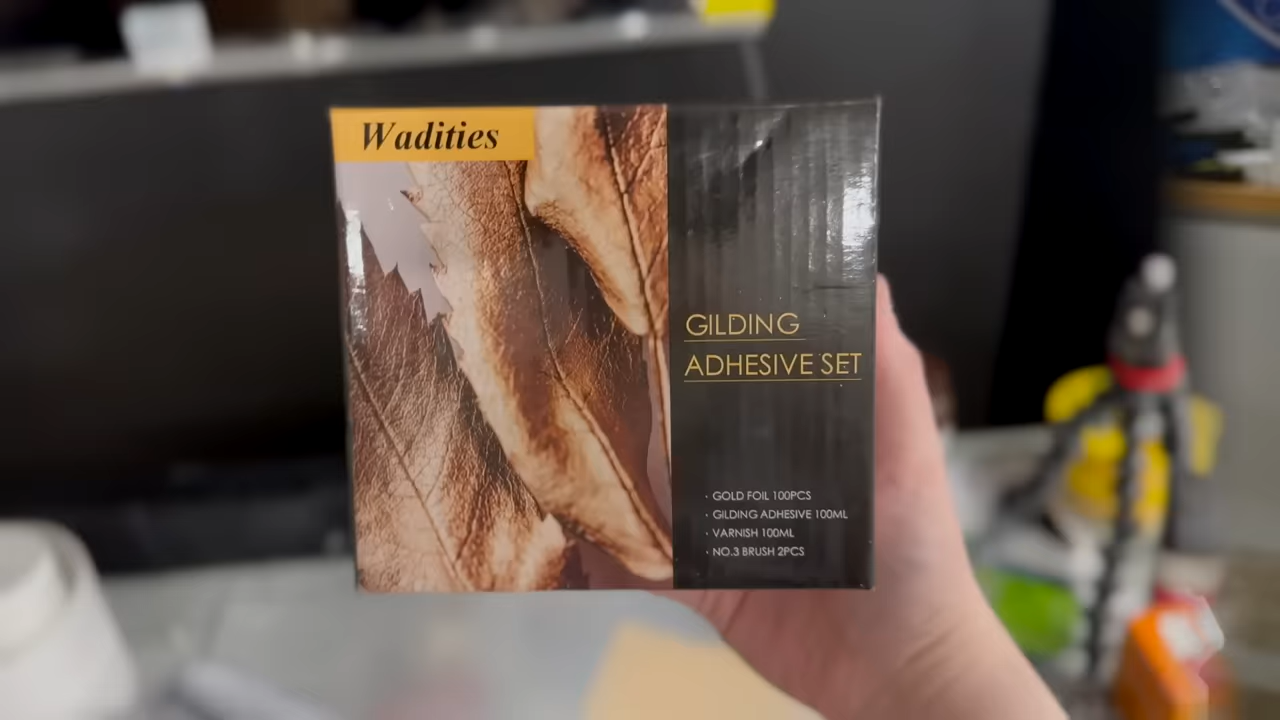 Wadities
GILDING
ADHESIVE SET
· GOLD FOIL 100PCS
· GILDING ADHESIVE 100ML
· VARNISH 100ML
· NO.3 BRUSH 2PCS